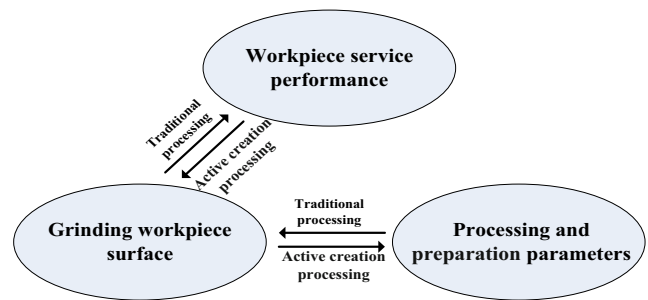 Workpiece service
performance
Traditional
processing
Active creation
processing
Grinding workpiece
surface
Traditional
processing
Active creation
processing
Processing and
preparation parameters